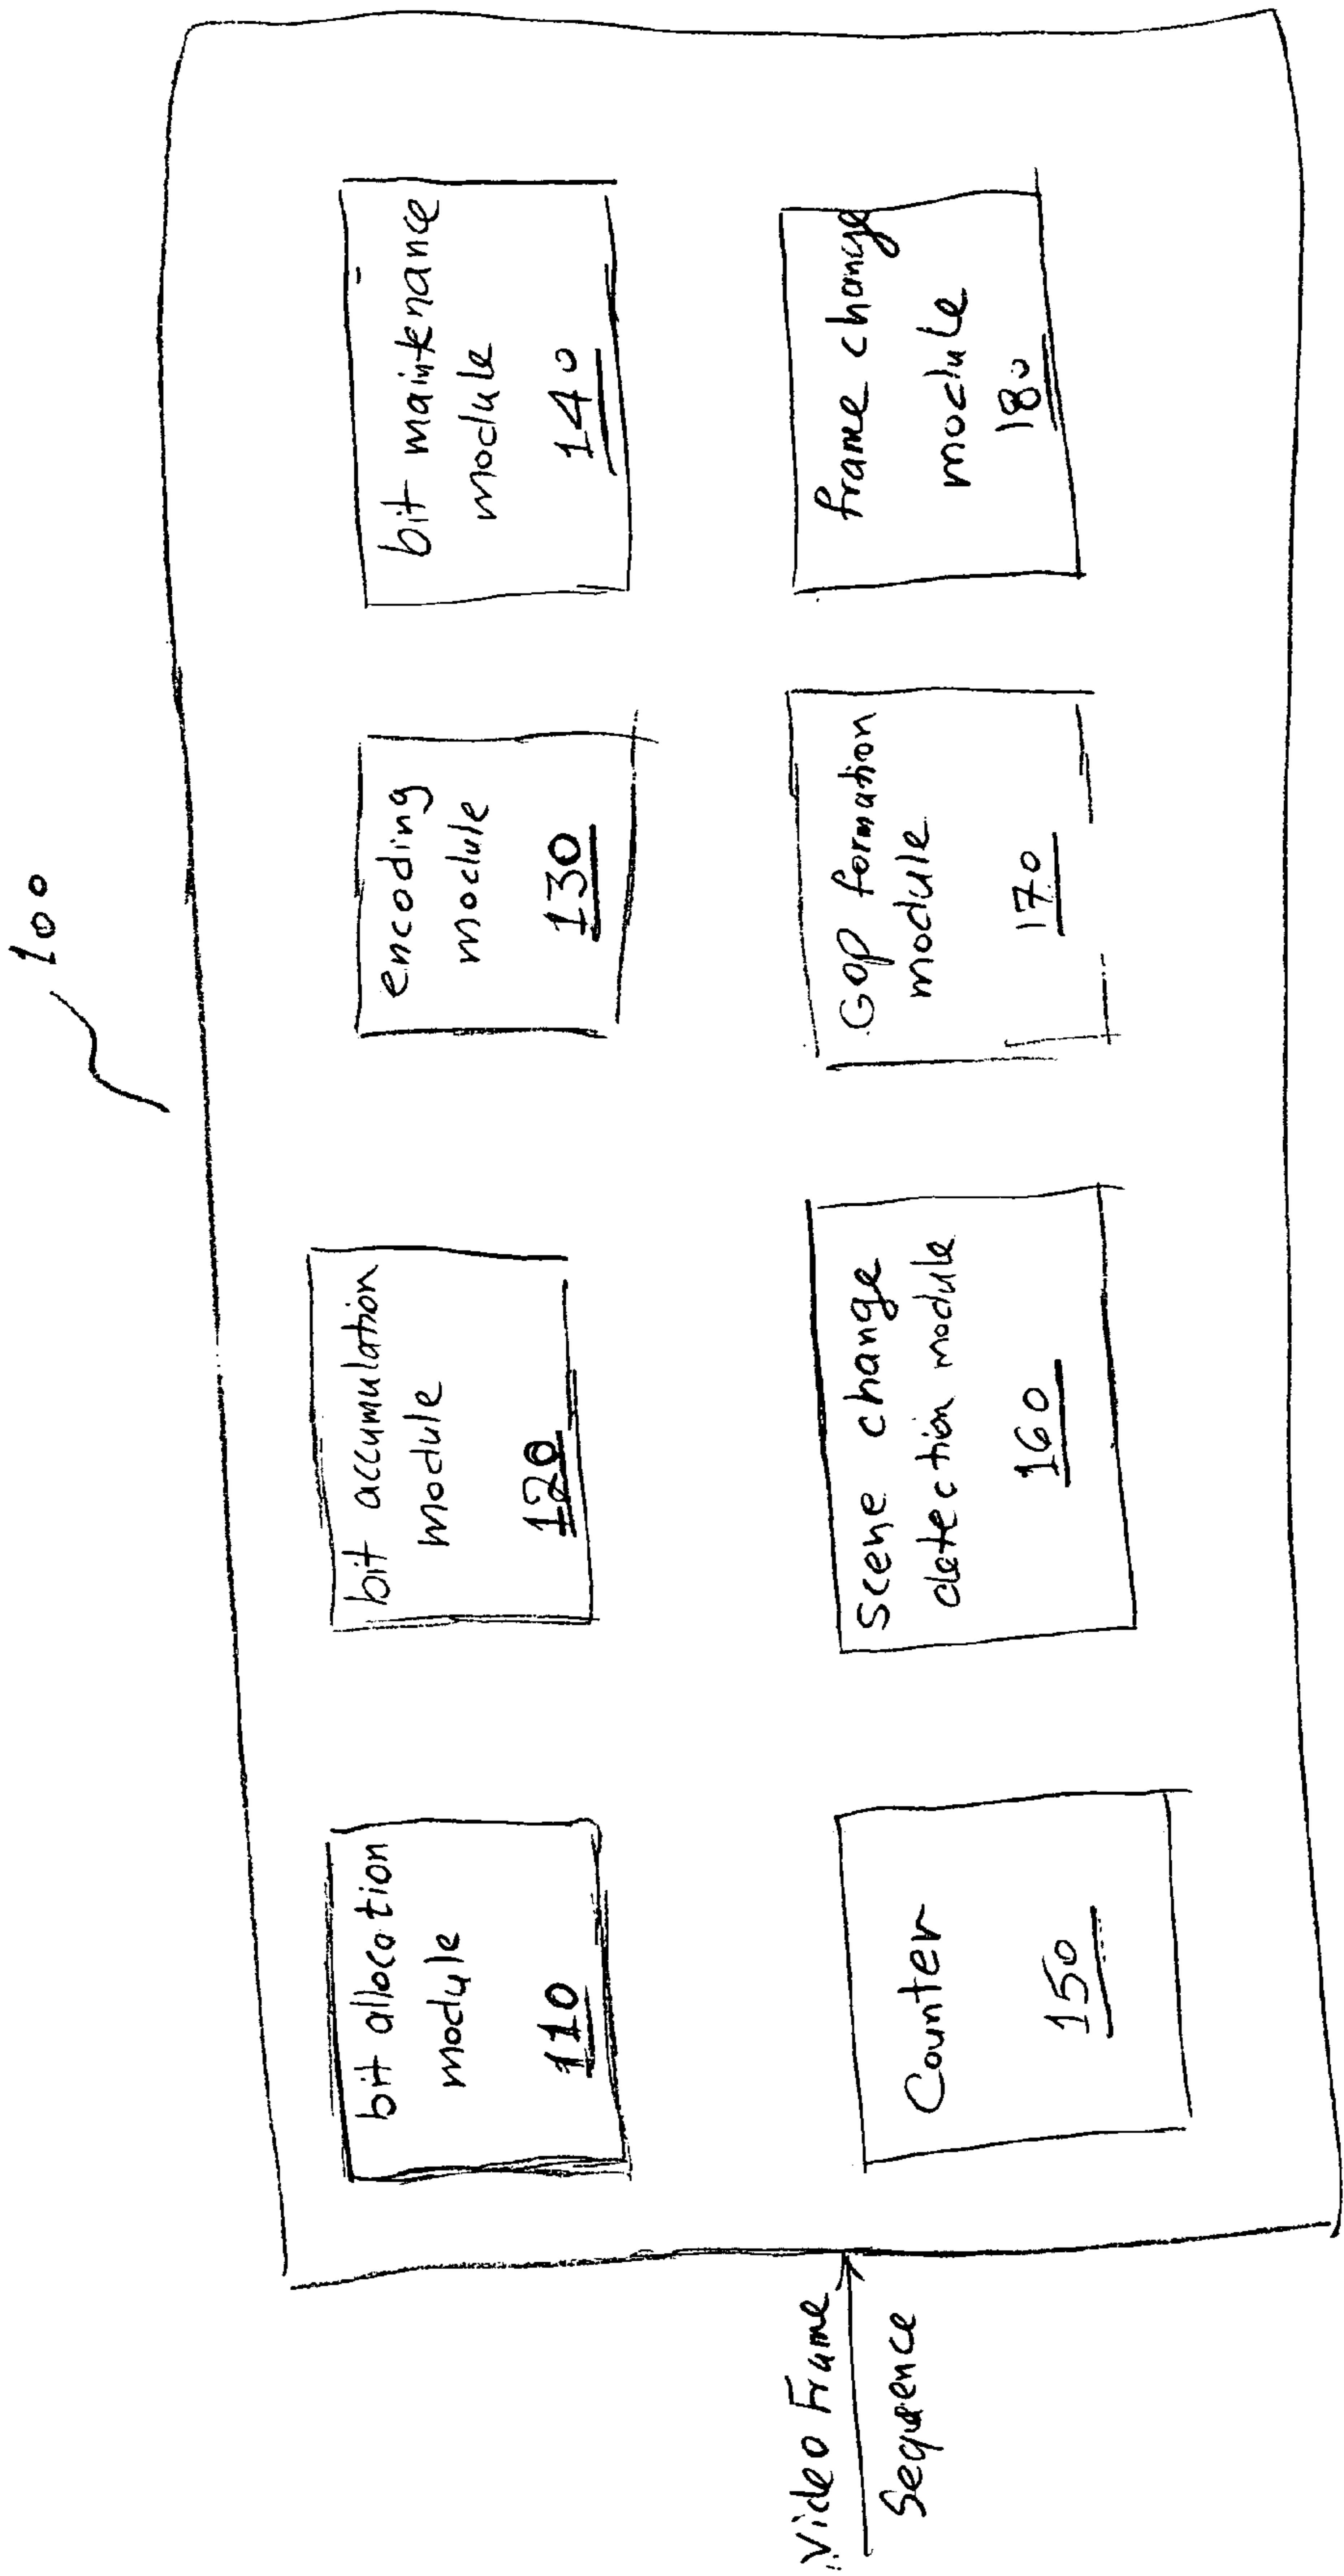 100
bit allocation
module
110
bit accumulation
module
120
encoding
module
130
bit maintenance
module
140
Video Frame
Sequence
Counter
150
Scene change
detection module
160
GOP formation
module
170
frame change
module
180